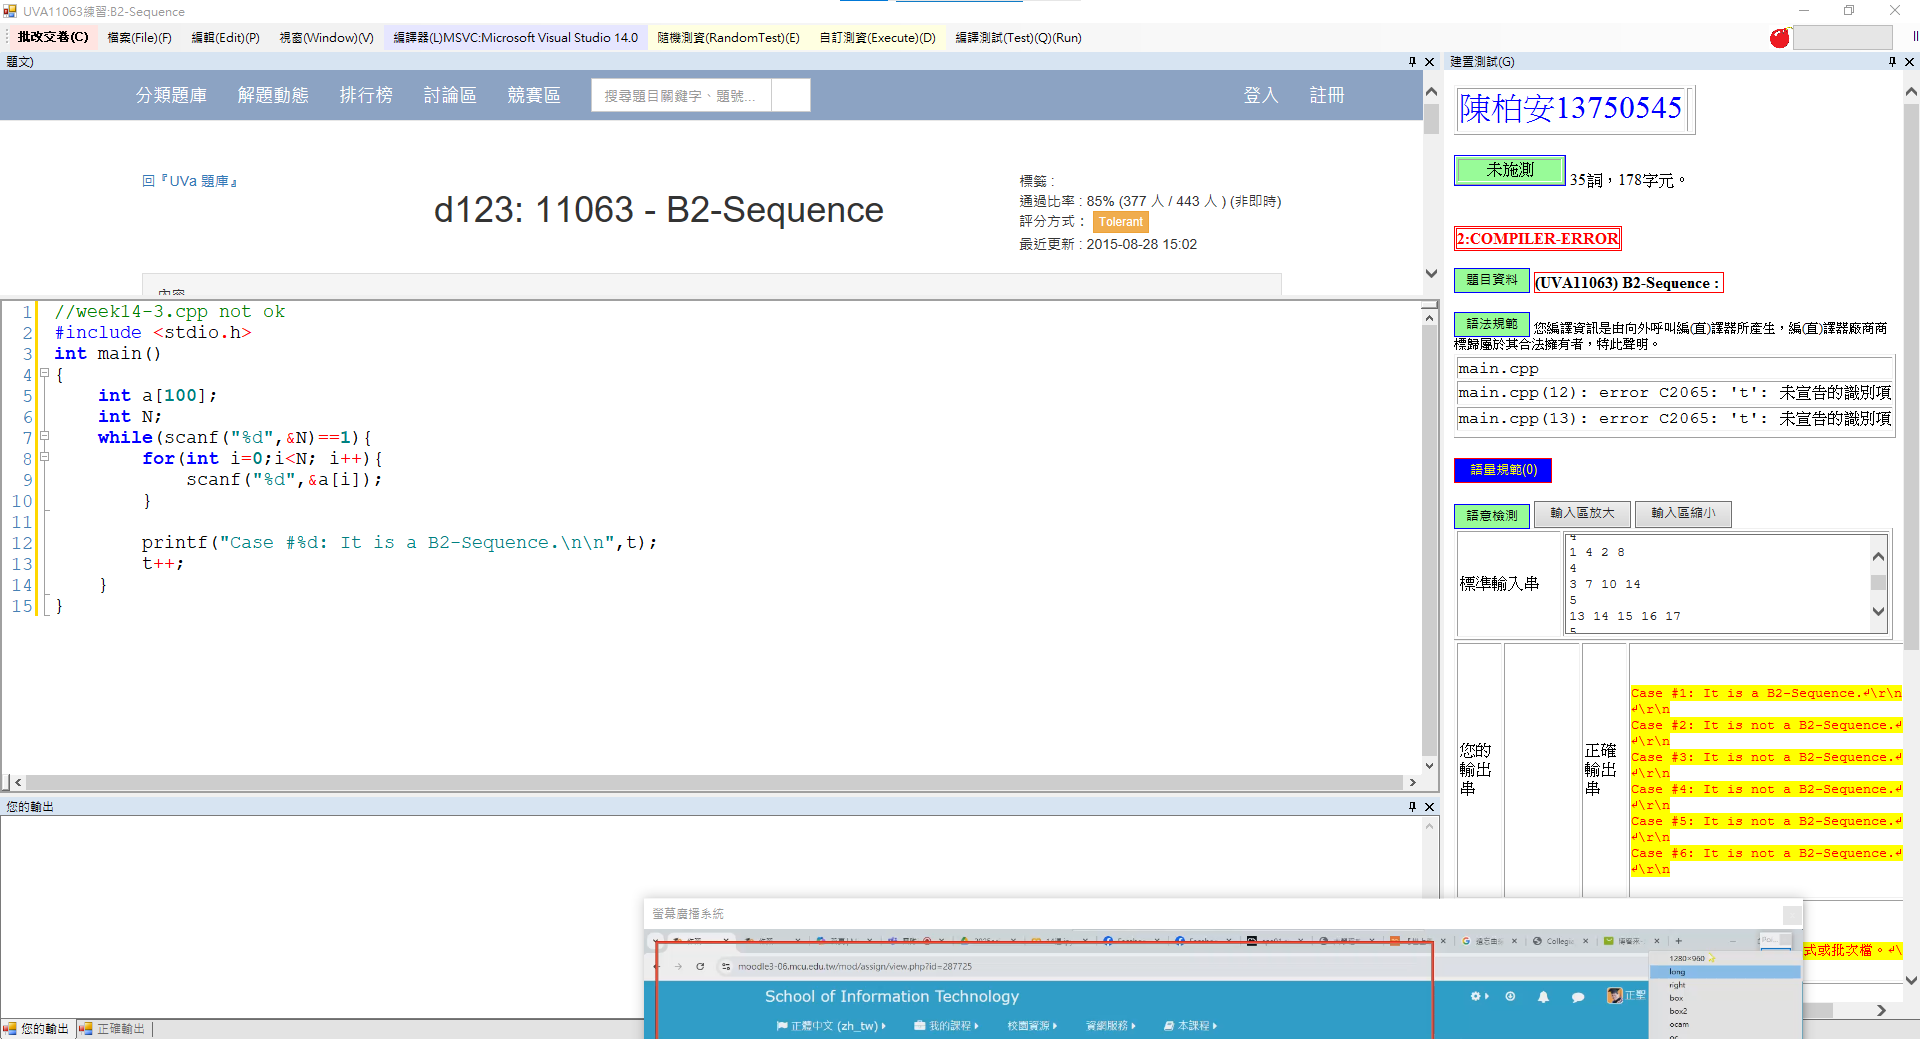 UVA11063練習:B2-Sequence
批改交卷(C) 檔案(File)(F) 編輯(Edit)(P) 視窗(Window)(V) 編譯器(L)MSVC:Microsoft Visual Studio 14.0 隨機測資(RandomTest)(E) 自訂測資(Execute)(D) 編譯測試(Test)(Q)(Run)
題文)
分類題庫 解題動態 排行榜 討論區 競賽區 搜尋題目關鍵字、題號... 登入 註冊
回『UVa 題庫』
d123: 11063 - B2-Sequence
標籤 :
通過比率 : 85% (377 人 / 443 人 ) (非即時)
評分方式 : Tolerant
最近更新 : 2015-08-28 15:02
內容
1 //week14-3.cpp not ok
2 #include <stdio.h>
3 int main()
4 {
5 int a[100];
6 int N;
7 while(scanf("%d",&N)==1){
8 for(int i=0;i<N; i++){
9 scanf("%d",&a[i]);
10 }
11
12 printf("Case #%d: It is a B2-Sequence.\n\n",t);
13 t++;
14 }
15 }
您的輸出
您的輸出 正確輸出
建置測試(G)
陳柏安13750545
未施測 35詞，178字元。
2:COMPILER-ERROR
題目資料 (UVA11063) B2-Sequence :
語法規範 您編譯資訊是由向外呼叫編(直)譯器所產生，編(直)譯器廠商商
標歸屬於其合法擁有者，特此聲明。
main.cpp
main.cpp(12): error C2065: 't': 未宣告的識別項
main.cpp(13): error C2065: 't': 未宣告的識別項
語量規範(0)
語意檢測 輸入區放大 輸入區縮小
標準輸入串
4
1 4 2 8
4
3 7 10 14
5
13 14 15 16 17
5
您的
輸出
串
正確
輸出
串
Case #1: It is a B2-Sequence.↲\r\n
↲\r\n
Case #2: It is not a B2-Sequence.↲
↲\r\n
Case #3: It is not a B2-Sequence.↲
↲\r\n
Case #4: It is not a B2-Sequence.↲
↲\r\n
Case #5: It is not a B2-Sequence.↲
↲\r\n
Case #6: It is not a B2-Sequence.↲
↲\r\n
式或批次檔。↲\
螢幕廣播系統
moodle3-06.mcu.edu.tw/mod/assign/view.php?id=287725
School of Information Technology
正體中文 (zh_tw) 我的課程 校園資源 資網服務 本課程
1280×960
long
right
box
box2
ocam